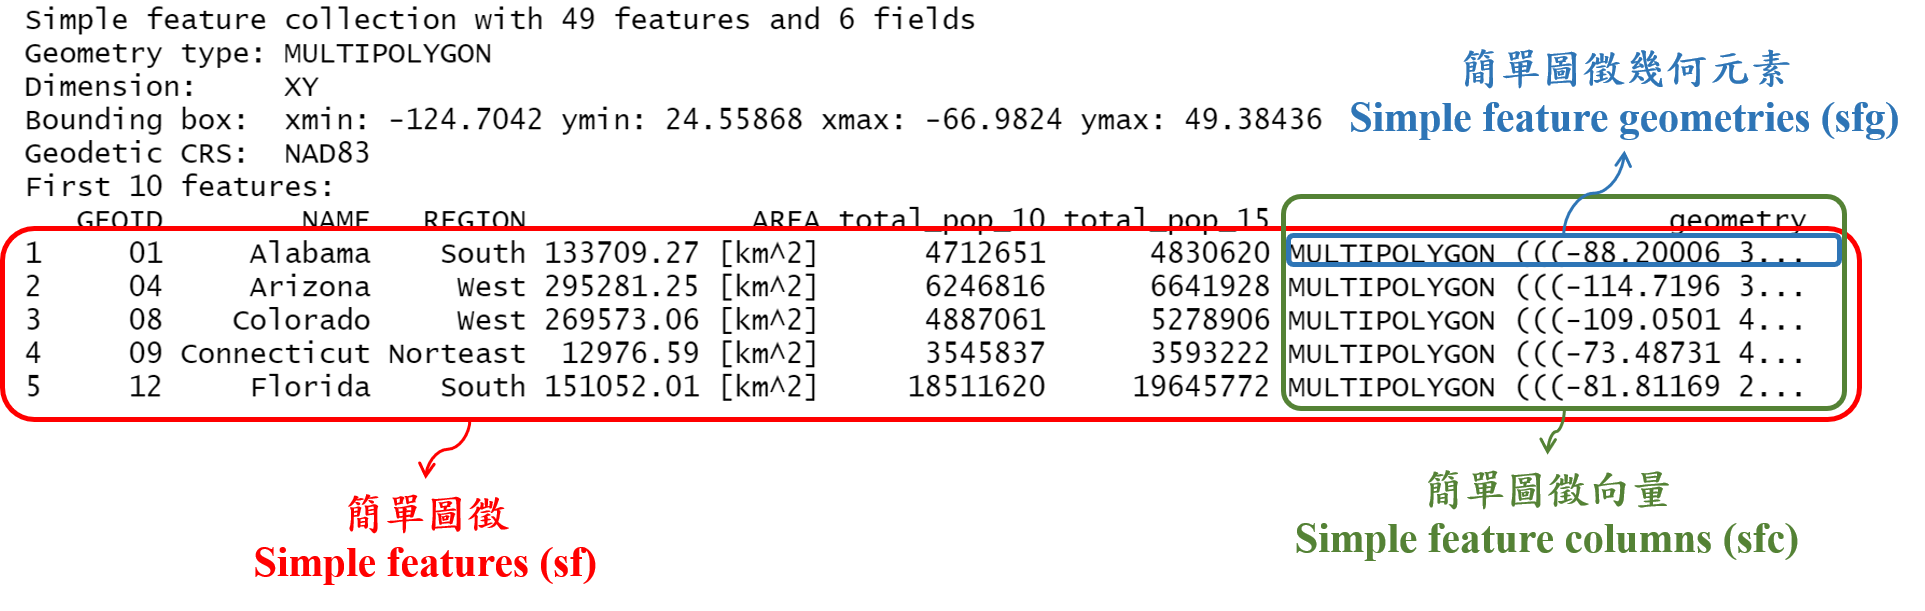 Simple feature collection with 49 features and 6 fields
Geometry type: MULTIPOLYGON
Dimension:     XY
Bounding box:  xmin: -124.7042 ymin: 24.55868 xmax: -66.9824 ymax: 49.38436
Geodetic CRS:  NAD83
First 10 features:
   GEOID        NAME   REGION             AREA total_pop_10 total_pop_15                       geometry
1     01     Alabama    South 133709.27 [km^2]      4712651      4830620 MULTIPOLYGON (((-88.20006 3...
2     04     Arizona     West 295281.25 [km^2]      6246816      6641928 MULTIPOLYGON (((-114.7196 3...
3     08    Colorado     West 269573.06 [km^2]      4887061      5278906 MULTIPOLYGON (((-109.0501 4...
4     09 Connecticut Norteast  12976.59 [km^2]      3545837      3593222 MULTIPOLYGON (((-73.48731 4...
5     12     Florida    South 151052.01 [km^2]     18511620     19645772 MULTIPOLYGON (((-81.81169 2...
簡單圖徵幾何元素
Simple feature geometries (sfg)
簡單圖徵
Simple features (sf)
簡單圖徵向量
Simple feature columns (sfc)